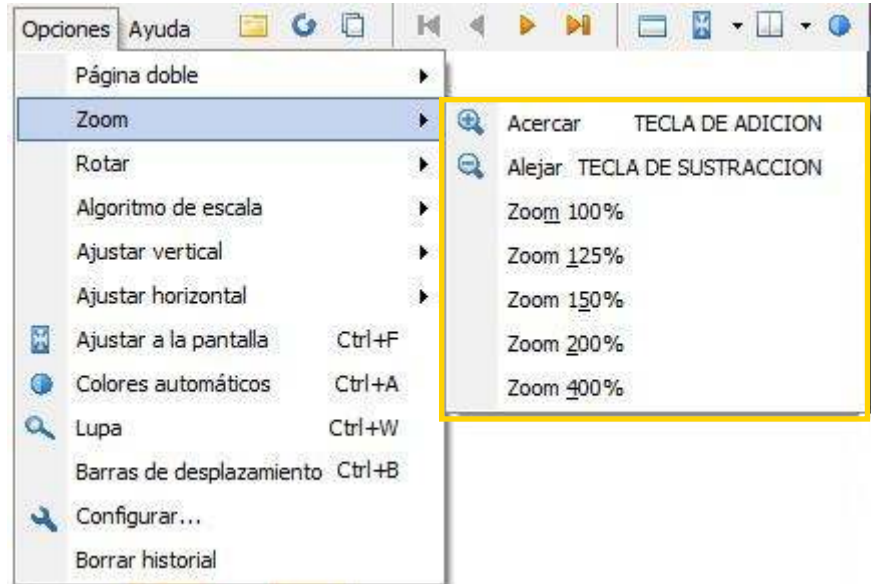 Opciones Ayuda
Página doble
Zoom
Rotar
Algoritmo de escala
Ajustar vertical
Ajustar horizontal
Ajustar a la pantalla Ctrl+F
Colores automáticos Ctrl+A
Lupa Ctrl+W
Barras de desplazamiento Ctrl+B
Configurar...
Borrar historial
Acercar TECLA DE ADICION
Alejar TECLA DE SUSTRACCION
Zoom 100%
Zoom 125%
Zoom 150%
Zoom 200%
Zoom 400%